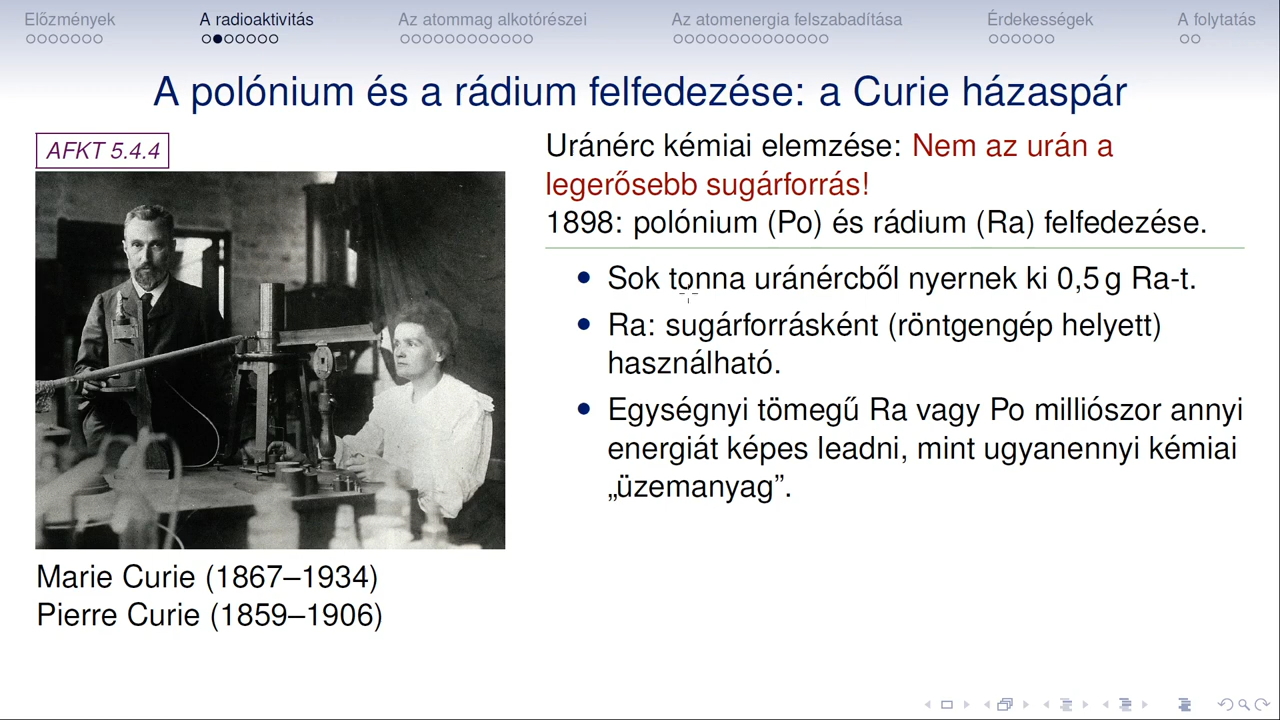 Előzmények
A radioaktivitás
Az atommag alkotórészei
Az atomenergia felszabadítása
Érdekességek
A folytatás
A polónium és a rádium felfedezése: a Curie házaspár
AFKT 5.4.4
Marie Curie (1867–1934)
Pierre Curie (1859–1906)
Uránérc kémiai elemzése: Nem az urán a
legerősebb sugárforrás!
1898: polónium (Po) és rádium (Ra) felfedezése.
• Sok tonna uránércből nyernek ki 0,5 g Ra-t.
• Ra: sugárforrásként (röntgengép helyett)
használható.
• Egységnyi tömegű Ra vagy Po milliószor annyi
energiát képes leadni, mint ugyanennyi kémiai
„üzemanyag”.